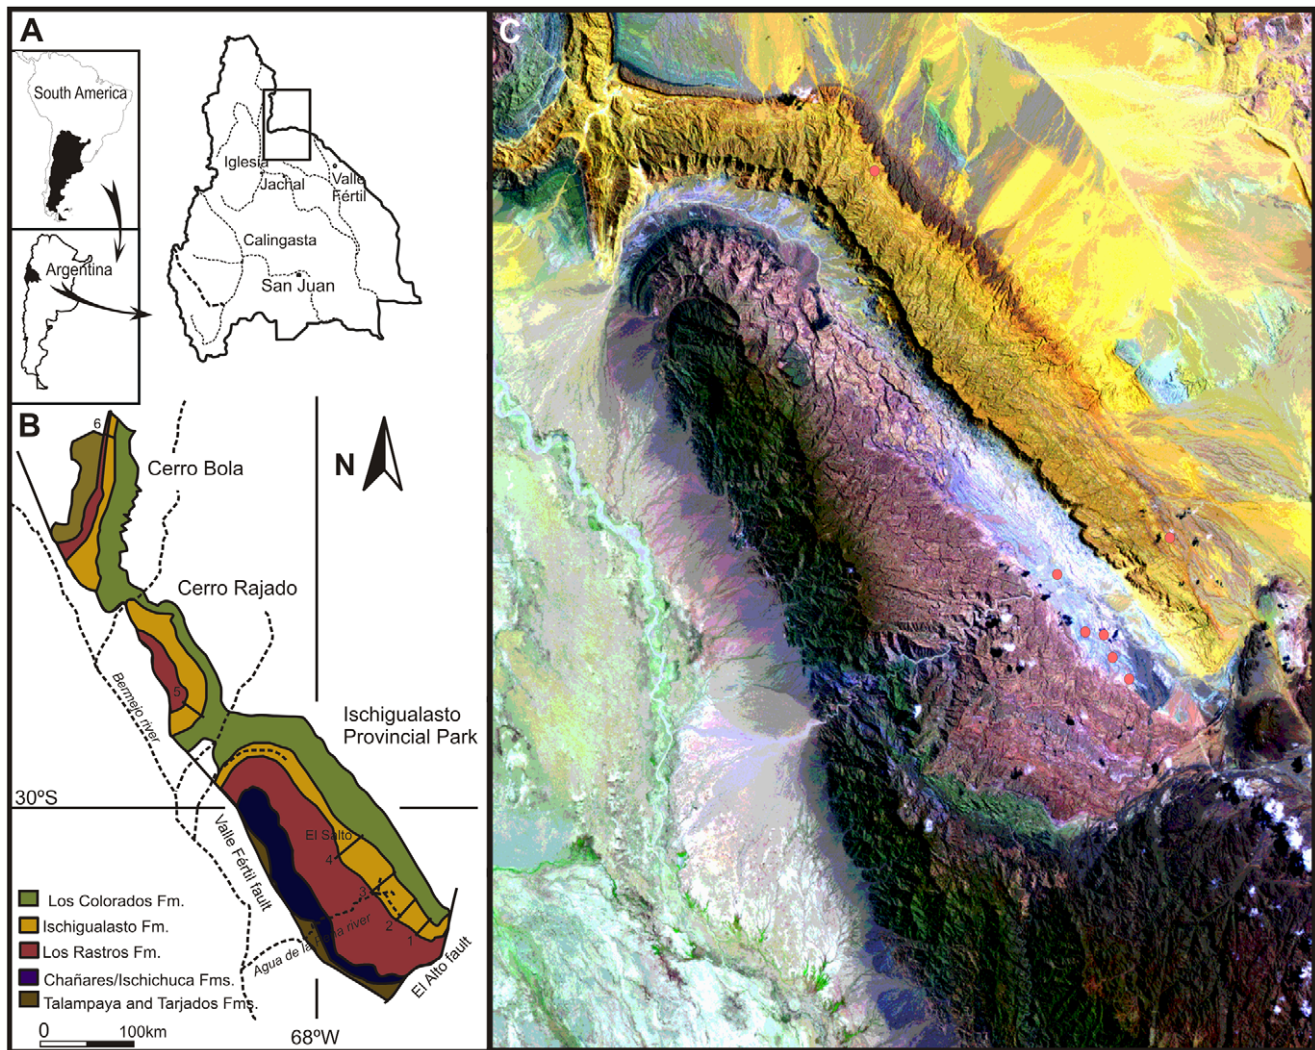 A
South America
Argentina
Iglesia
Jachal
Valle
Fértil
Calingasta
San Juan
B
6
Cerro Bola
N
Cerro Rajado
5
Bermejo river
Ischigualasto
Provincial Park
30ºS
El Salto
4
Valle Fértil fault
3
2
1
Agua de la Peña river
El Alto fault
Los Colorados Fm.
Ischigualasto Fm.
Los Rastros Fm.
Chañares/Ischichuca Fms.
Talampaya and Tarjados Fms.
0 100km
68ºW
C